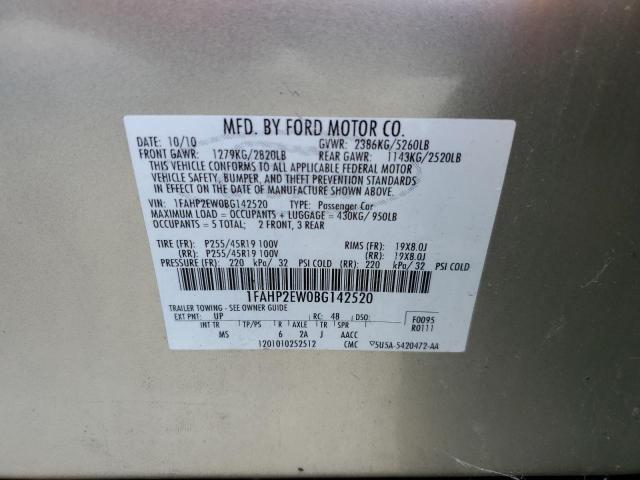 MFD. BY FORD MOTOR CO.
DATE: 10/10 GVWR: 2386KG/5260LB
FRONT GAWR: 1279KG/2820LB REAR GAWR: 1143KG/2520LB
THIS VEHICLE CONFORMS TO ALL APPLICABLE FEDERAL MOTOR
VEHICLE SAFETY, BUMPER, AND THEFT PREVENTION STANDARDS
IN EFFECT ON THE DATE OF MANUFACTURE SHOWN ABOVE.
VIN: 1FAHP2EW0BG142520 TYPE: Passenger Car
MAXIMUM LOAD = OCCUPANTS + LUGGAGE = 430KG/950LB
OCCUPANTS = 5 TOTAL; 2 FRONT, 3 REAR
TIRE (FR): P255/45R19 100V RIMS (FR): 19X8.0J
(RR): P255/45R19 100V (RR): 19X8.0J
PRESSURE (FR): 220 kPa/ 32 PSI COLD (RR): 220 kPa/ 32 PSI COLD
1FAHP2EW0BG142520
TRAILER TOWING - SEE OWNER GUIDE
EXT PNT: UP RC: 48 DSO: F0095
INT TR TP/PS R AXLE TR SPR R0111
MS 6 2A J AACC
1201010252512 CMC ▽5U5A-5420472-AA